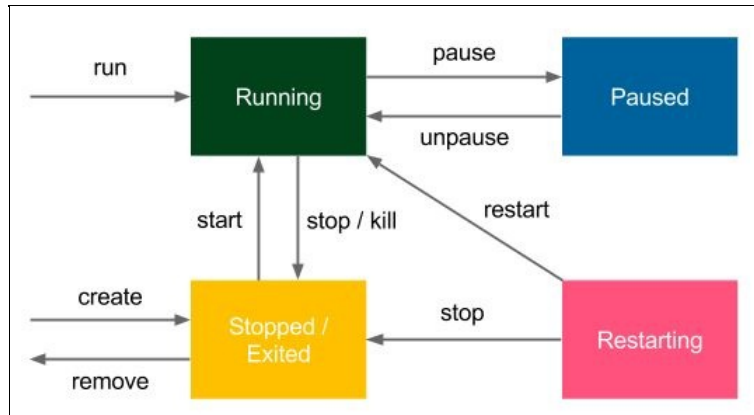 run
Running
pause
Paused
unpause
start
stop / kill
restart
create
Stopped /
Exited
stop
Restarting
remove